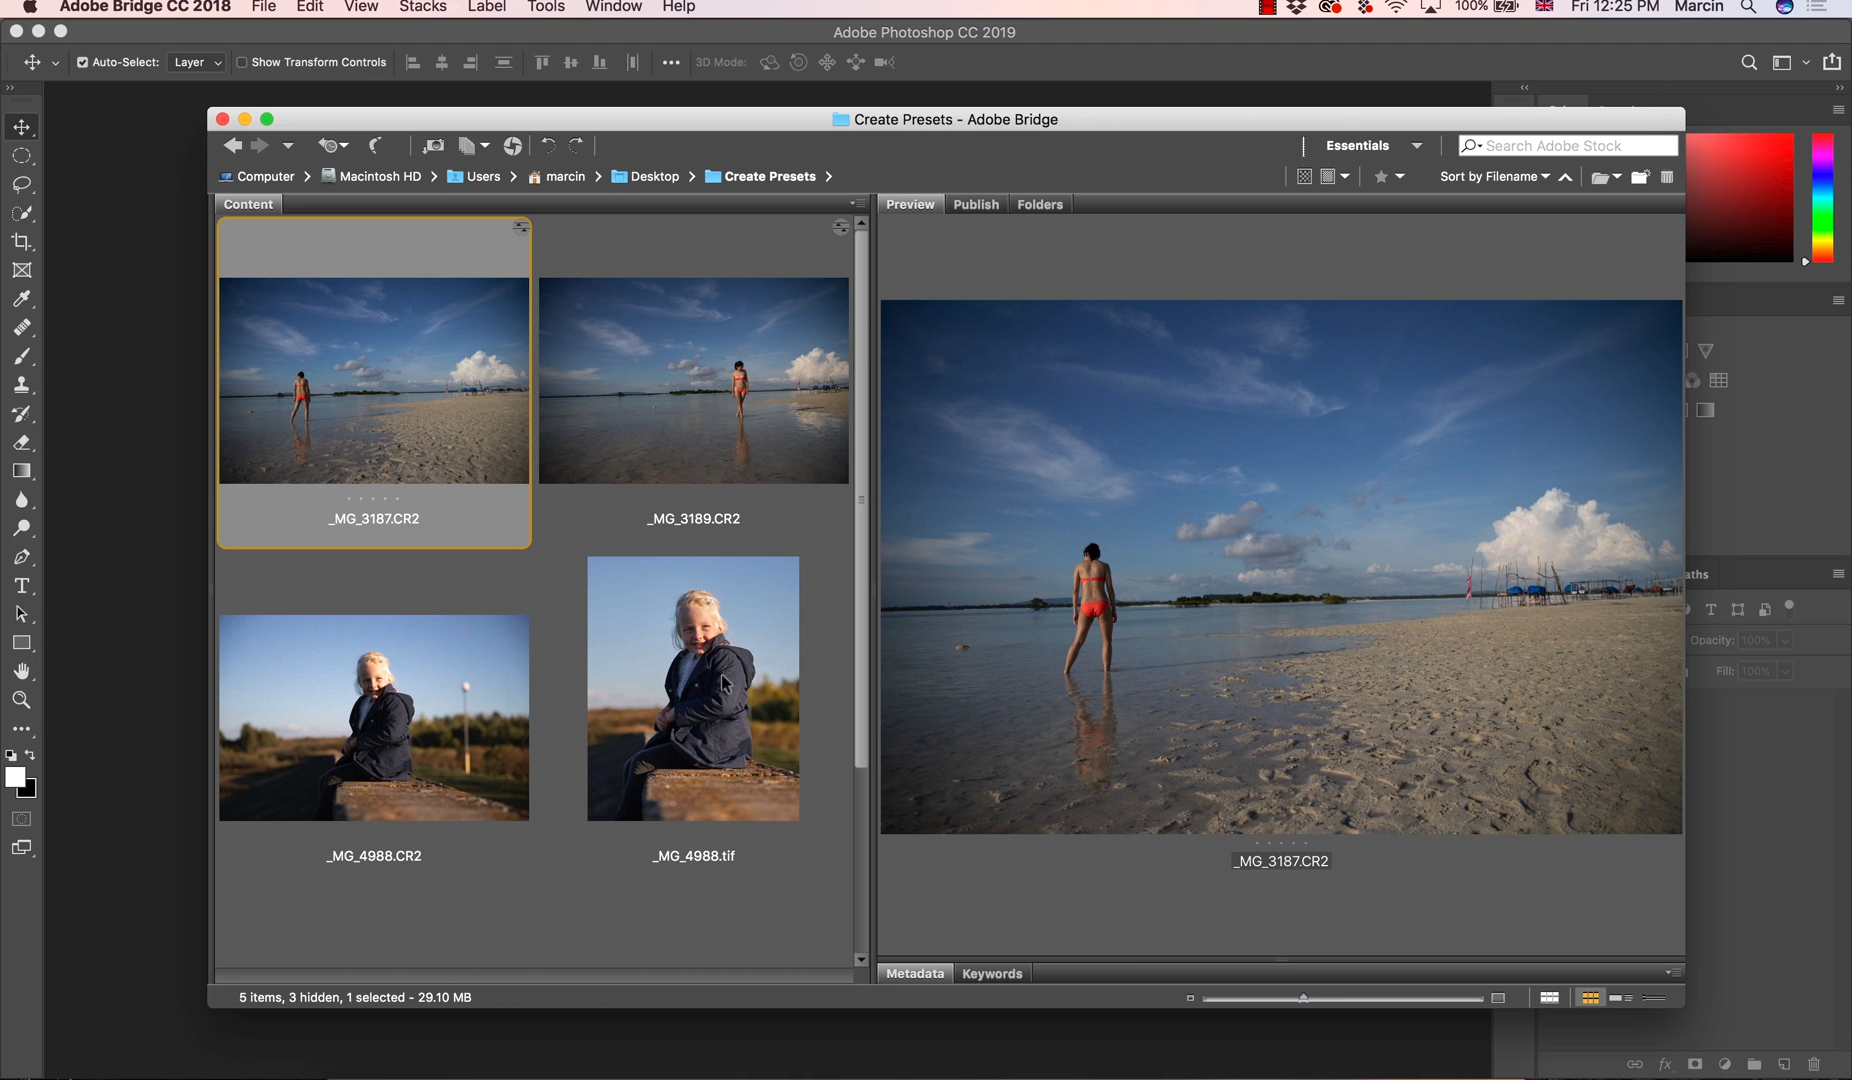 Adobe Bridge CC 2018 File Edit View Stacks Label Tools Window Help 100% Fri 12:25 PM Marcin
Adobe Photoshop CC 2019
Auto-Select: Layer Show Transform Controls 3D Mode:
Create Presets - Adobe Bridge
Essentials Search Adobe Stock
Computer Macintosh HD Users marcin Desktop Create Presets Sort by Filename
Content Preview Publish Folders
_MG_3187.CR2 _MG_3189.CR2
_MG_4988.CR2 _MG_4988.tif
_MG_3187.CR2
Metadata Keywords
5 items, 3 hidden, 1 selected - 29.10 MB
aths
Opacity: 100%
Fill: 100%
fx